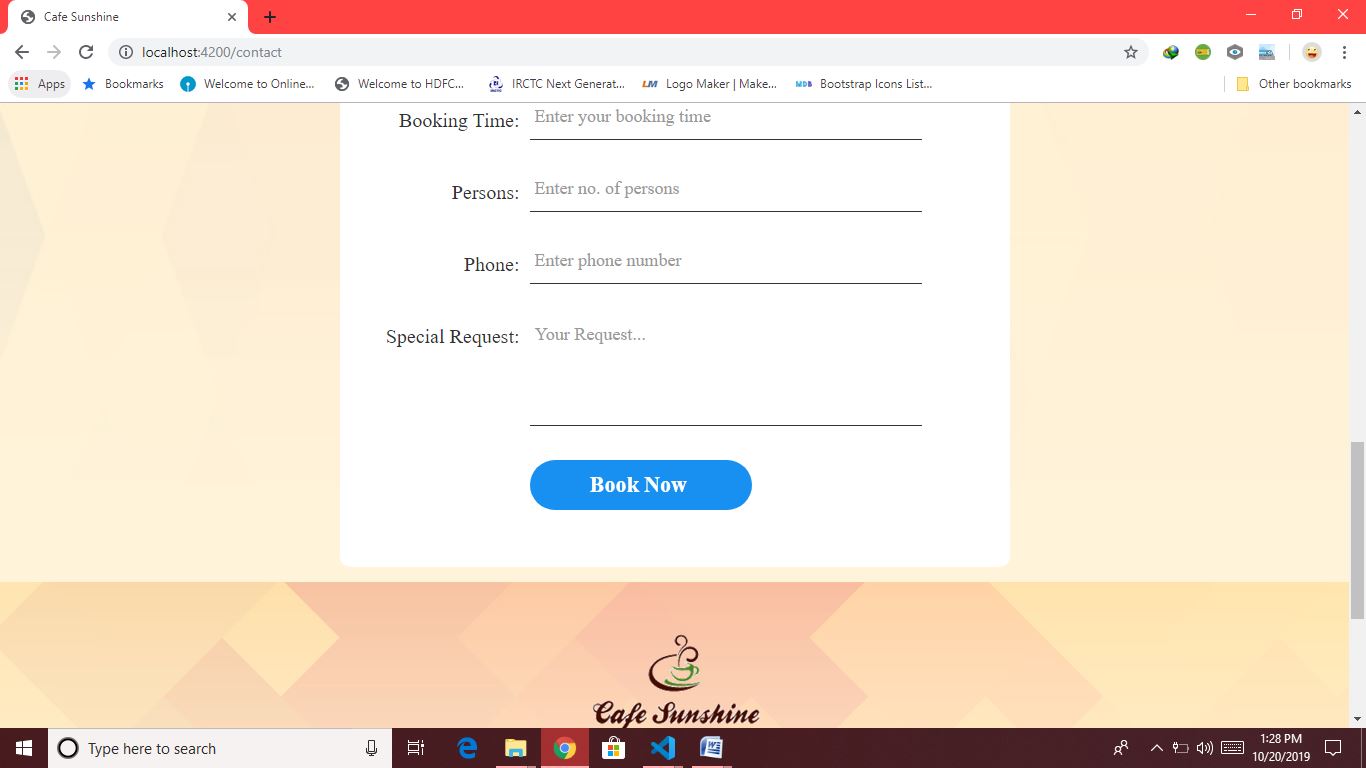 Cafe Sunshine
localhost:4200/contact
Apps Bookmarks Welcome to Online... Welcome to HDFC... IRCTC Next Generat... LM Logo Maker | Make... MDB Bootstrap Icons List... Other bookmarks
Booking Time: Enter your booking time
Persons: Enter no. of persons
Phone: Enter phone number
Special Request: Your Request...
Book Now
Cafe Sunshine
Type here to search
1:28 PM
10/20/2019